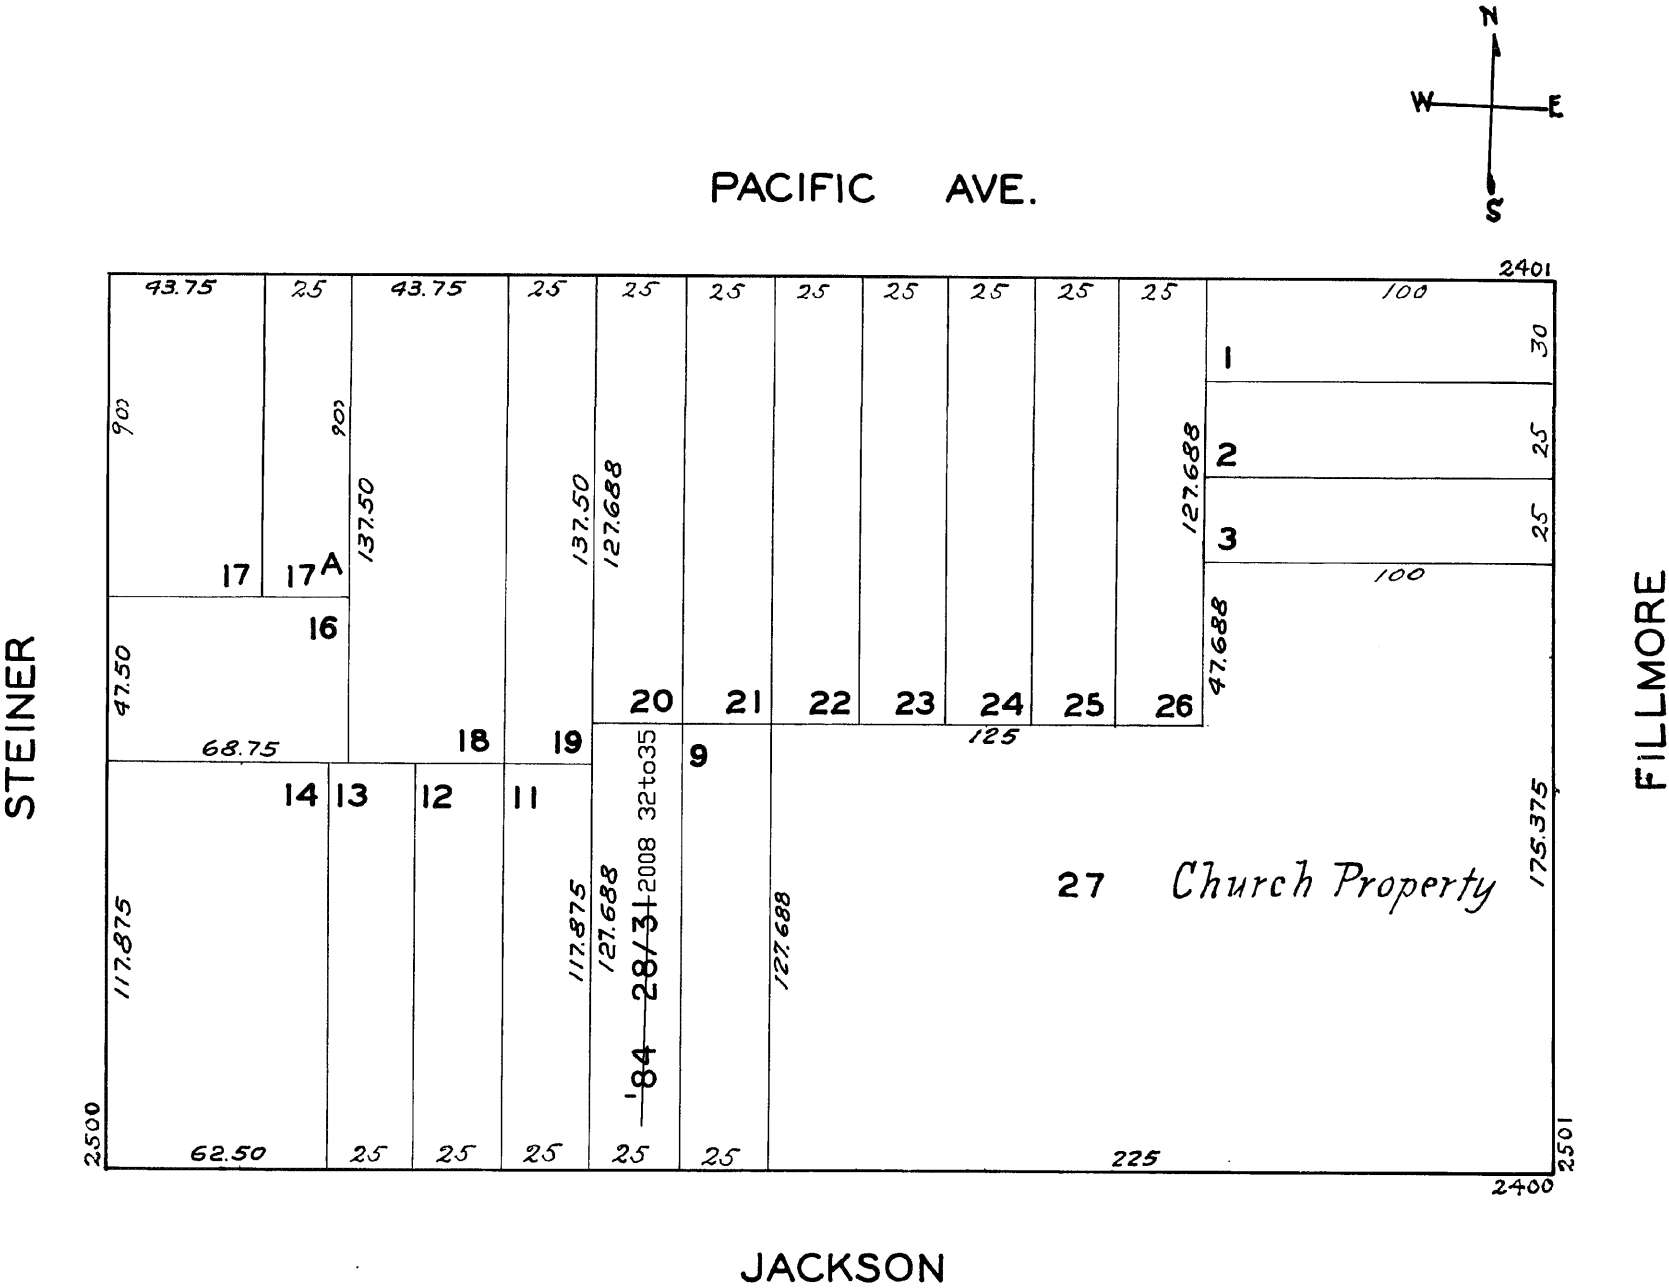 N
W E
S
PACIFIC AVE.
2401
43.75 25 43.75 25 25 25 25 25 25 25 25 100
30
1
90
90
25
2
127.688
137.50
137.50
127.688
25
3
100
17 17A
16
47.688
STEINER
FILLMORE
47.50
20 21 22 23 24 25 26
68.75
18 19
125
9
14 13 12 11
32to35
2008
'84 28/31
117.875
117.875
127.688
127.688
175.375
27 Church Property
2500
62.50 25 25 25 25 25 225
2501
2400
JACKSON